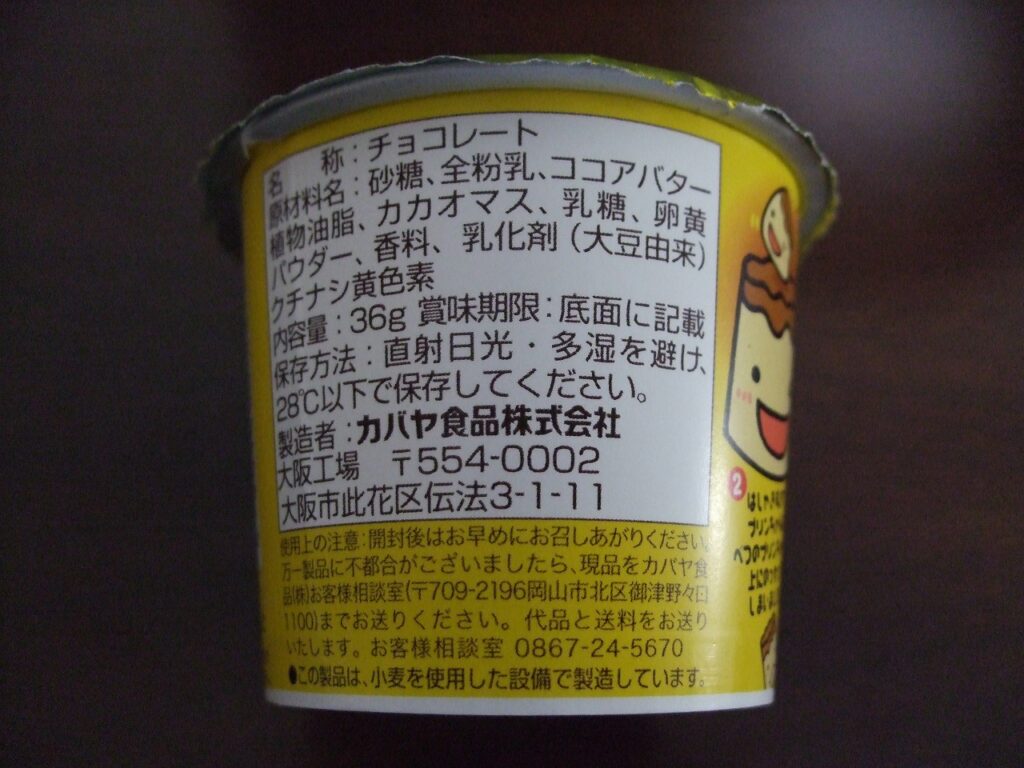 名 称：チョコレート
原材料名：砂糖、全粉乳、ココアバター
植物油脂、カカオマス、乳糖、卵黄
パウダー、香料、乳化剤（大豆由来）
クチナシ黄色素
内容量：36g 賞味期限：底面に記載
保存方法：直射日光・多湿を避け、
28℃以下で保存してください。
製造者：カバヤ食品株式会社
大阪工場 〒554-0002
大阪市此花区伝法3-1-11
使用上の注意：開封後はお早めにお召しあがりください。
万一製品に不都合がございましたら、現品をカバヤ食
品(株)お客様相談室(〒709-2196岡山市北区御津野々口
1100)までお送りください。代品と送料をお送り
いたします。お客様相談室 0867-24-5670
●この製品は、小麦を使用した設備で製造しています。
2
プリン
べつのプリン
上に